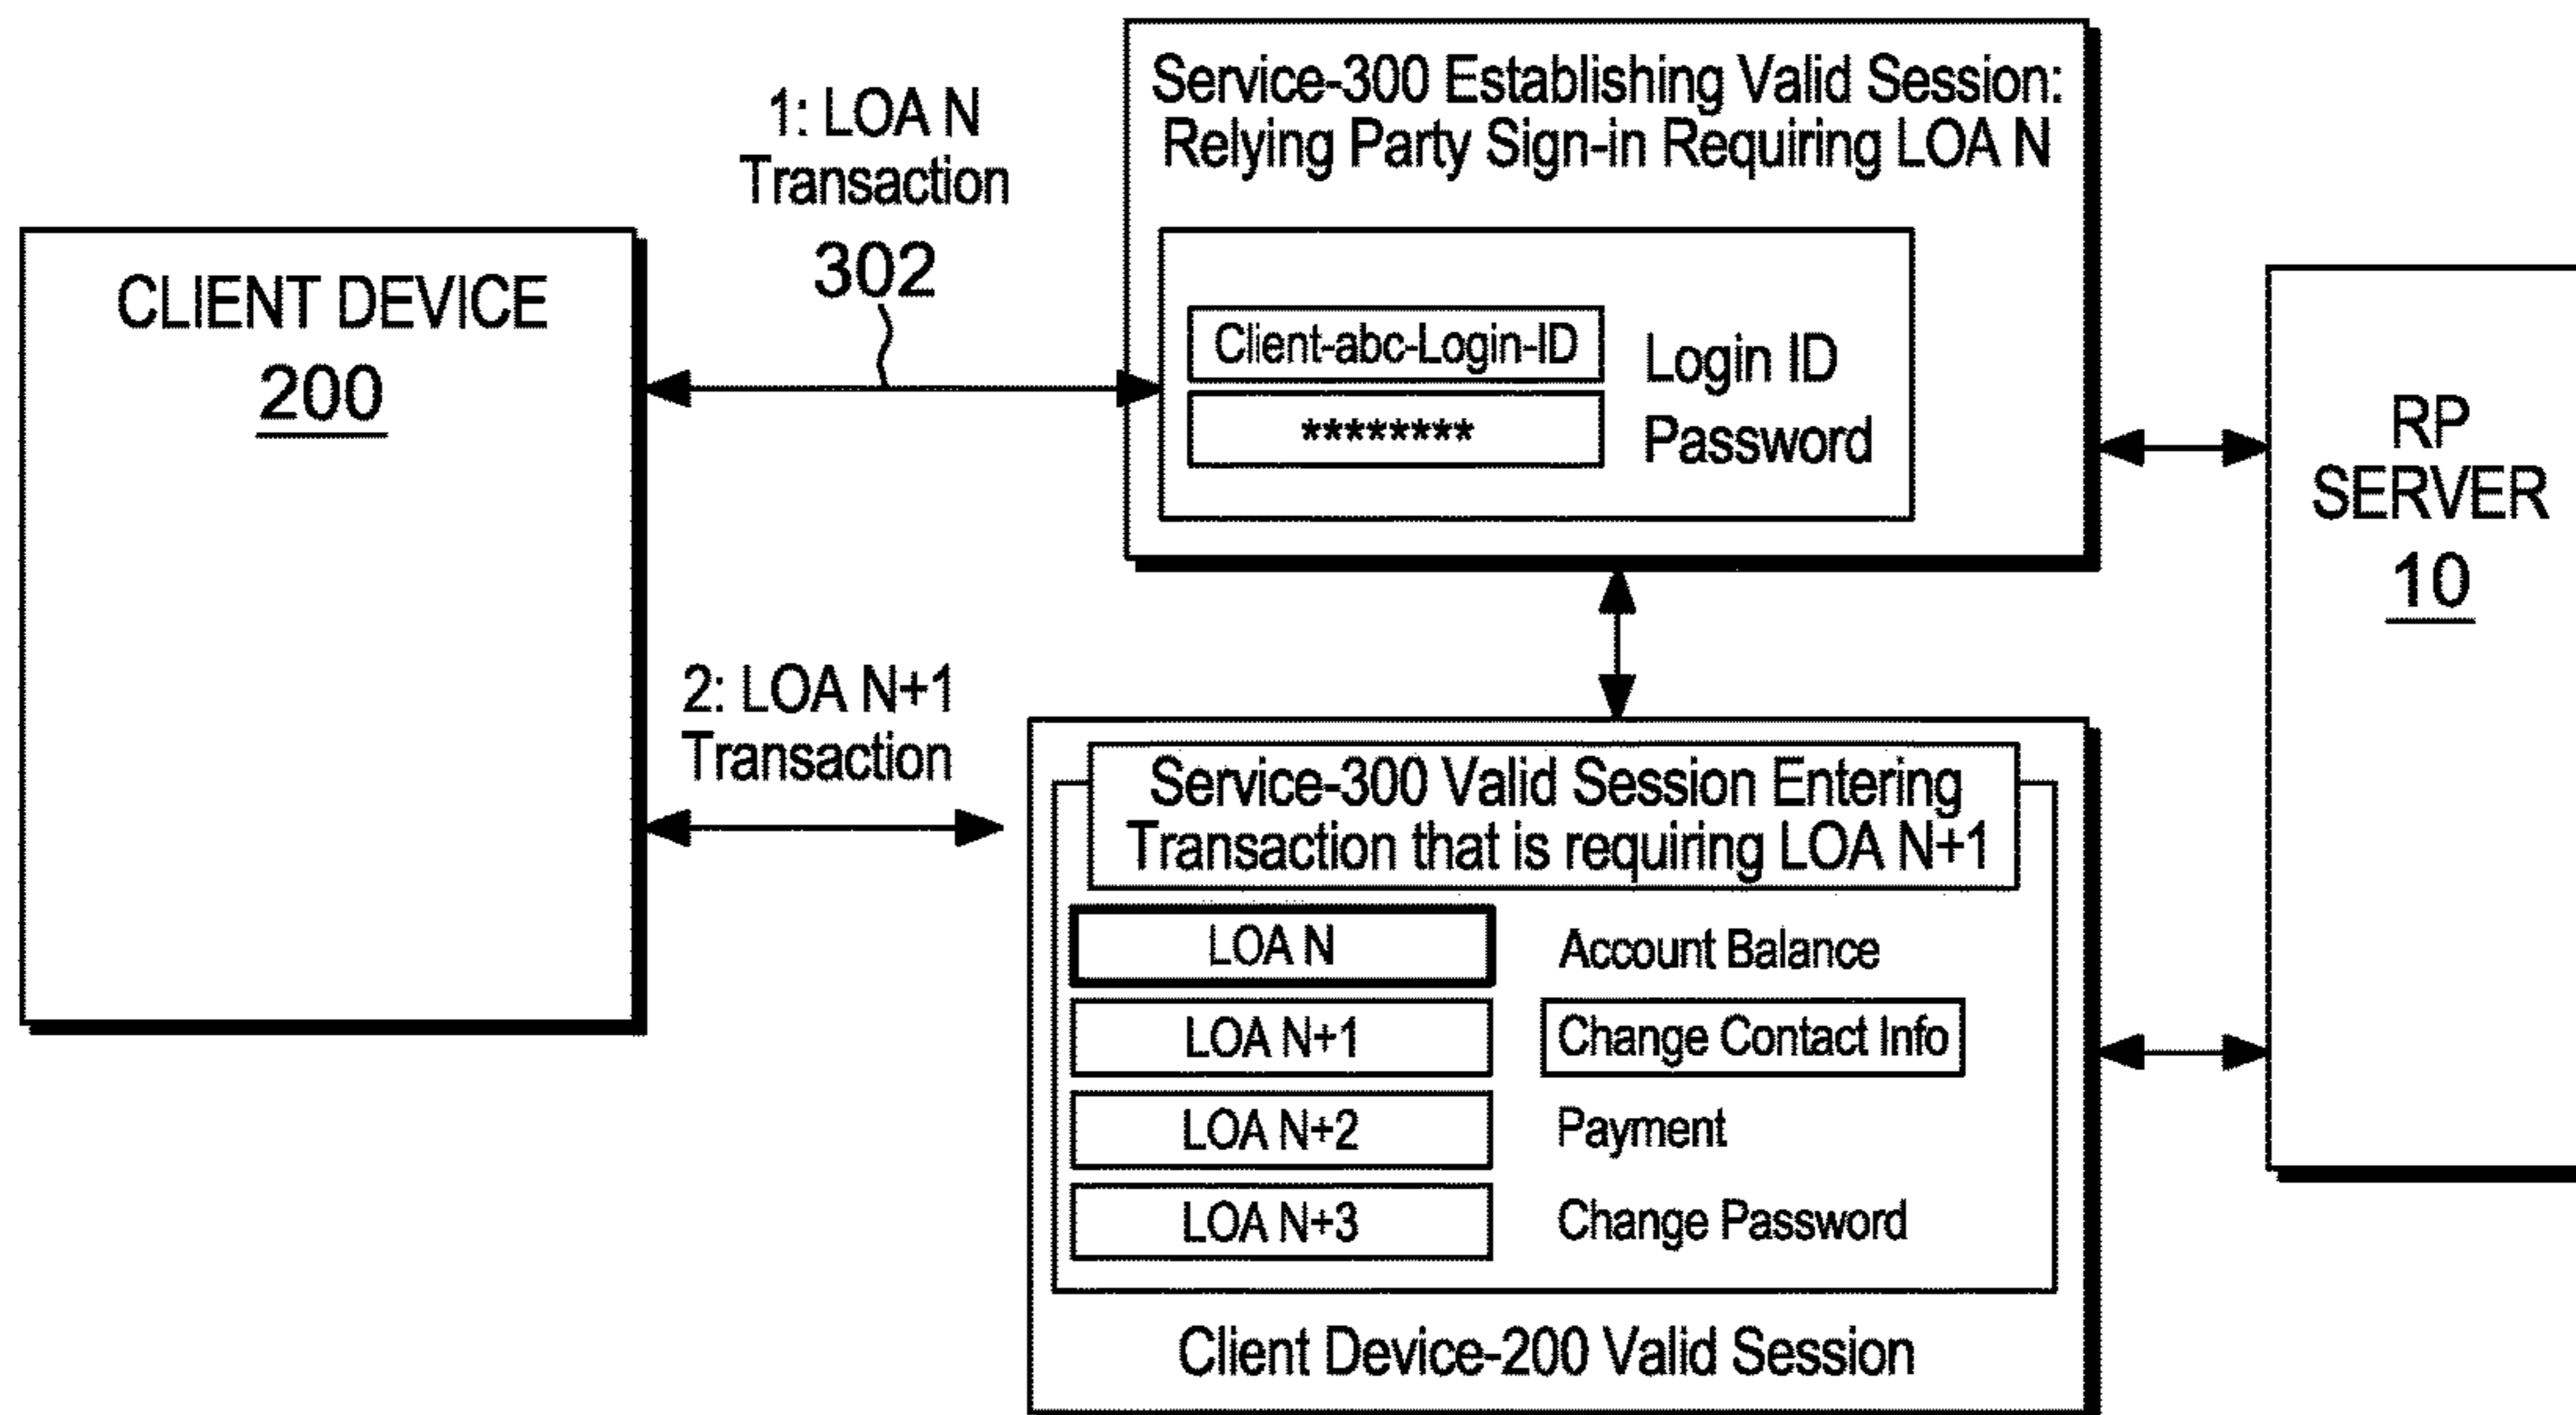 CLIENT DEVICE
200
1: LOA N
Transaction
302
2: LOA N+1
Transaction
Service-300 Establishing Valid Session:
Relying Party Sign-in Requiring LOA N
Client-abc-Login-ID Login ID
******** Password
Service-300 Valid Session Entering
Transaction that is requiring LOA N+1
LOA N Account Balance
LOA N+1 Change Contact Info
LOA N+2 Payment
LOA N+3 Change Password
Client Device-200 Valid Session
RP
SERVER
10